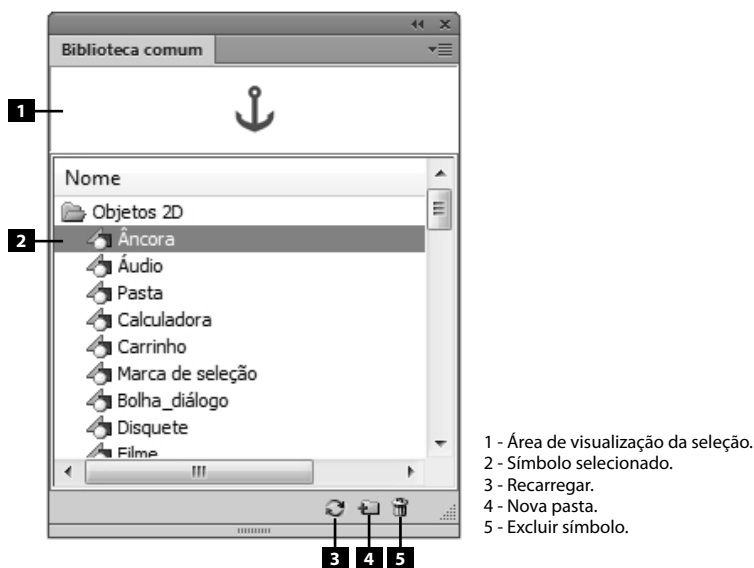 Biblioteca comum
1
Nome
Objetos 2D
2
Âncora
Áudio
Pasta
Calculadora
Carrinho
Marca de seleção
Bolha_diálogo
Disquete
Filme
3 4 5
1 - Área de visualização da seleção.
2 - Símbolo selecionado.
3 - Recarregar.
4 - Nova pasta.
5 - Excluir símbolo.